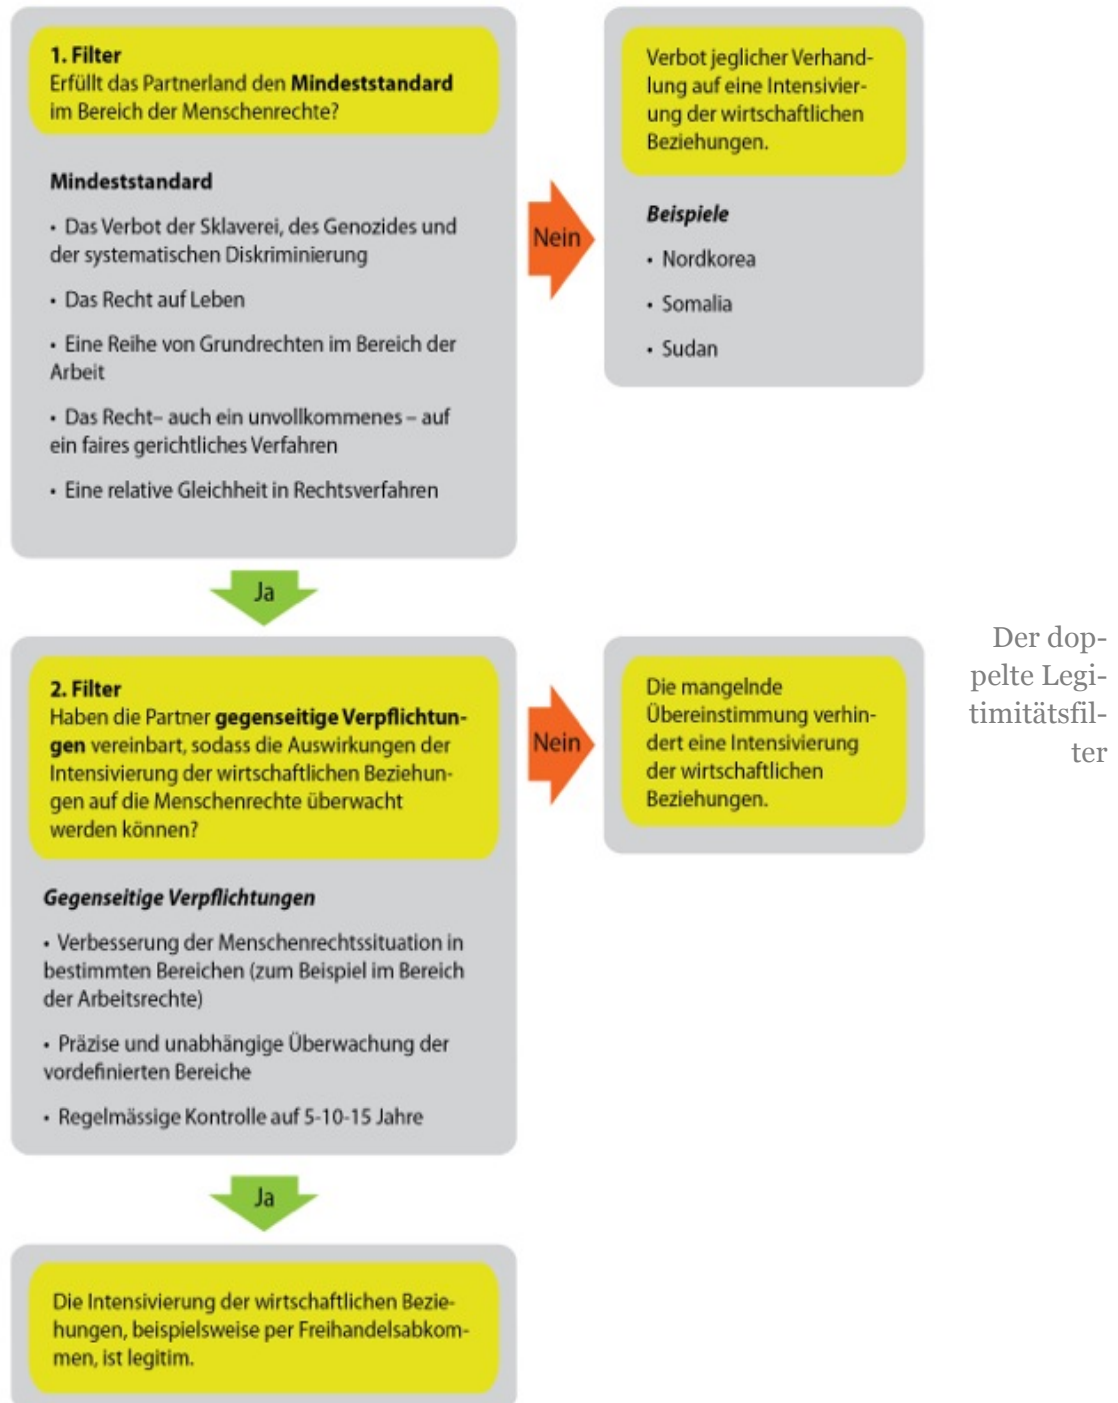 1. Filter
Erfüllt das Partnerland den Mindeststandard
im Bereich der Menschenrechte?
Mindeststandard
• Das Verbot der Sklaverei, des Genozides und
der systematischen Diskriminierung
• Das Recht auf Leben
• Eine Reihe von Grundrechten im Bereich der
Arbeit
• Das Recht– auch ein unvollkommenes – auf
ein faires gerichtliches Verfahren
• Eine relative Gleichheit in Rechtsverfahren
Nein
Verbot jeglicher Verhand-
lung auf eine Intensivier-
ung der wirtschaftlichen
Beziehungen.
Beispiele
• Nordkorea
• Somalia
• Sudan
Ja
2. Filter
Haben die Partner gegenseitige Verpflichtun-
gen vereinbart, sodass die Auswirkungen der
Intensivierung der wirtschaftlichen Beziehun-
gen auf die Menschenrechte überwacht
werden können?
Gegenseitige Verpflichtungen
• Verbesserung der Menschenrechtssituation in
bestimmten Bereichen (zum Beispiel im Bereich
der Arbeitsrechte)
• Präzise und unabhängige Überwachung der
vordefinierten Bereiche
• Regelmässige Kontrolle auf 5-10-15 Jahre
Nein
Die mangelnde
Übereinstimmung verhin-
dert eine Intensivierung
der wirtschaftlichen
Beziehungen.
Der dop-
pelte Legi-
timitätsfil-
ter
Ja
Die Intensivierung der wirtschaftlichen Bezie-
hungen, beispielsweise per Freihandelsabkom-
men, ist legitim.